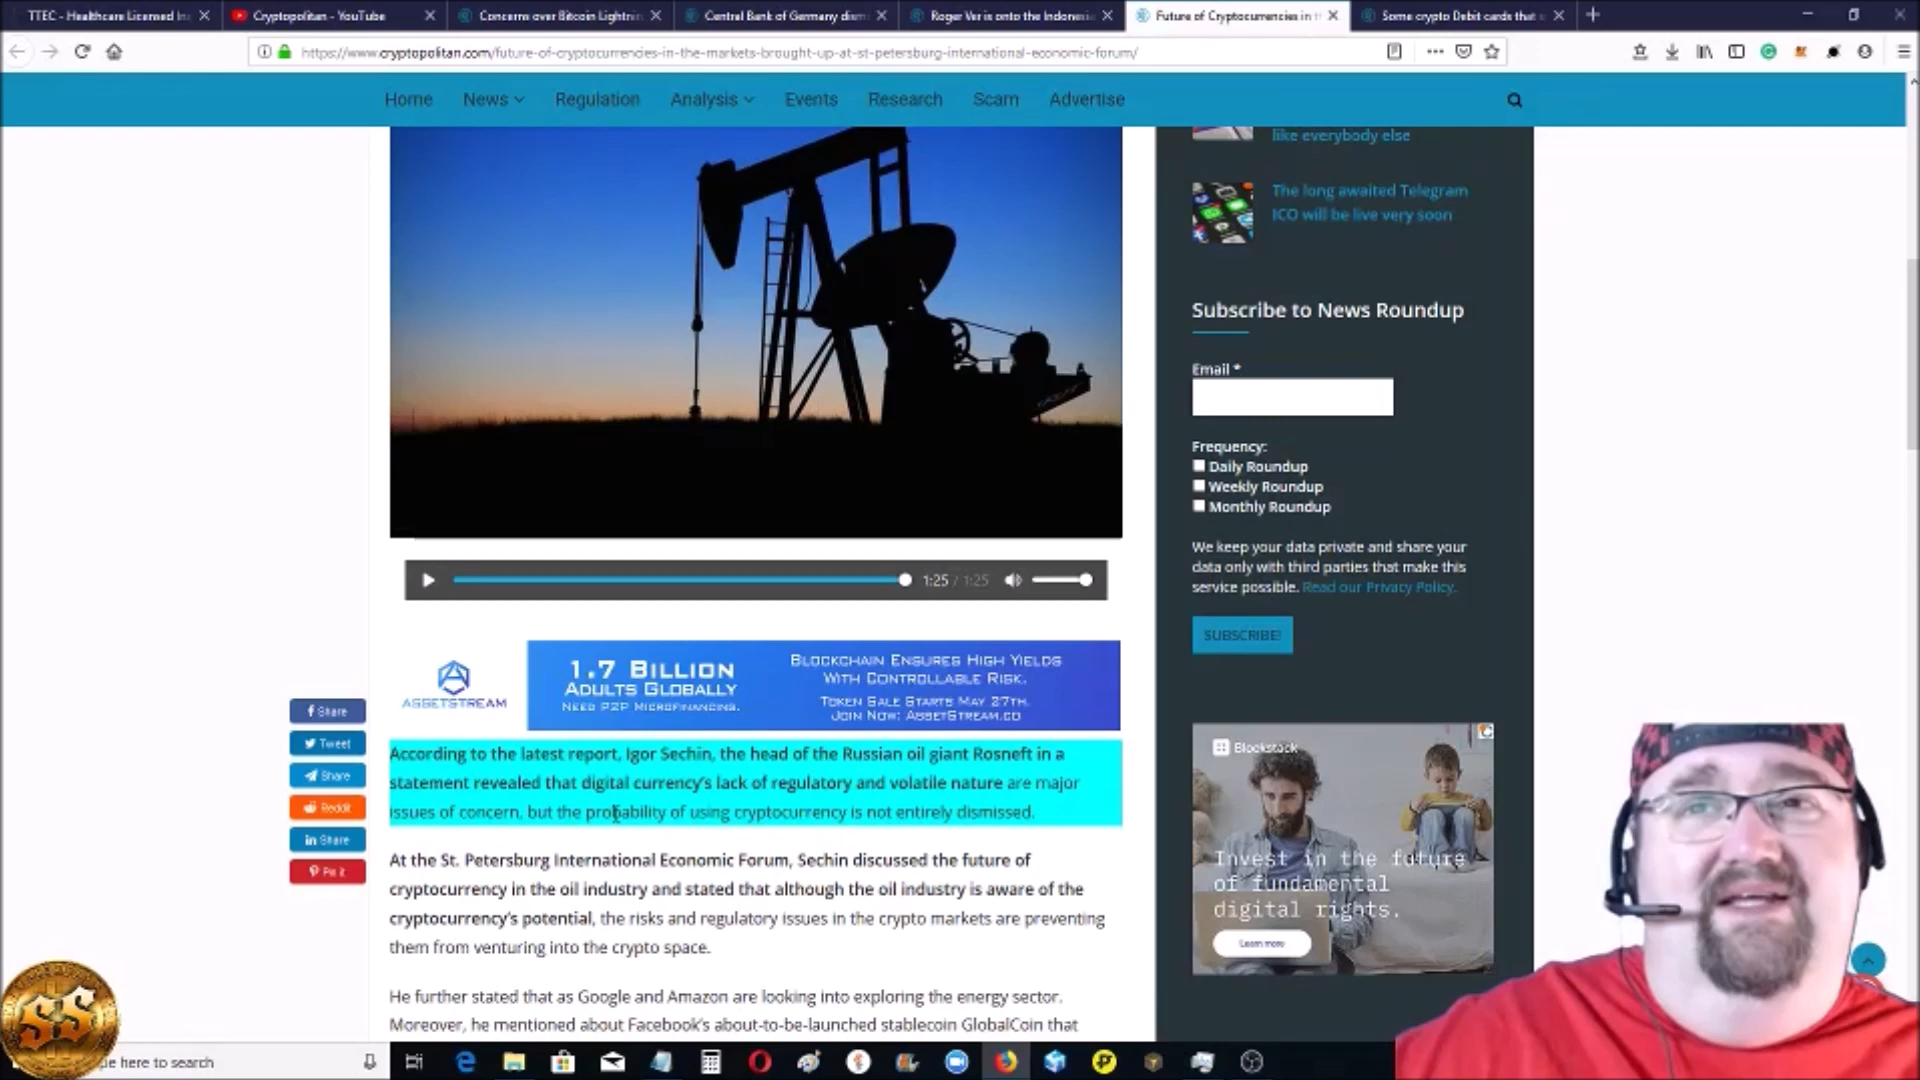 TTEC - Healthcare Licensed In
Cryptopolitan - YouTube
Concerns over Bitcoin Lightnin
Central Bank of Germany dism
Roger Ver is onto the Indonesia
Future of Cryptocurrencies in t
Some crypto Debit cards that
https://www.cryptopolitan.com/future-of-cryptocurrencies-in-the-markets-brought-up-at-st-petersburg-international-economic-forum/
Home News Regulation Analysis Events Research Scam Advertise
like everybody else
The long awaited Telegram
ICO will be live very soon
Subscribe to News Roundup
Email *
Frequency:
Daily Roundup
Weekly Roundup
Monthly Roundup
We keep your data private and share your
data only with third parties that make this
service possible. Read our Privacy Policy.
SUBSCRIBE!
1:25 / 1:25
ASSETSTREAM
1.7 BILLION
ADULTS GLOBALLY
NEED P2P MICROFINANCING.
BLOCKCHAIN ENSURES HIGH YIELDS
WITH CONTROLLABLE RISK.
TOKEN SALE STARTS MAY 27TH.
JOIN NOW: ASSETSTREAM.CO
Share
Tweet
Share
Reddit
Share
Pin it
According to the latest report, Igor Sechin, the head of the Russian oil giant Rosneft in a
statement revealed that digital currency's lack of regulatory and volatile nature are major
issues of concern, but the probability of using cryptocurrency is not entirely dismissed.
At the St. Petersburg International Economic Forum, Sechin discussed the future of
cryptocurrency in the oil industry and stated that although the oil industry is aware of the
cryptocurrency's potential, the risks and regulatory issues in the crypto markets are preventing
them from venturing into the crypto space.
He further stated that as Google and Amazon are looking into exploring the energy sector.
Moreover, he mentioned about Facebook's about-to-be-launched stablecoin GlobalCoin that
Blockstack
Invest in the future
of fundamental
digital rights.
Learn more
SS
pe here to search